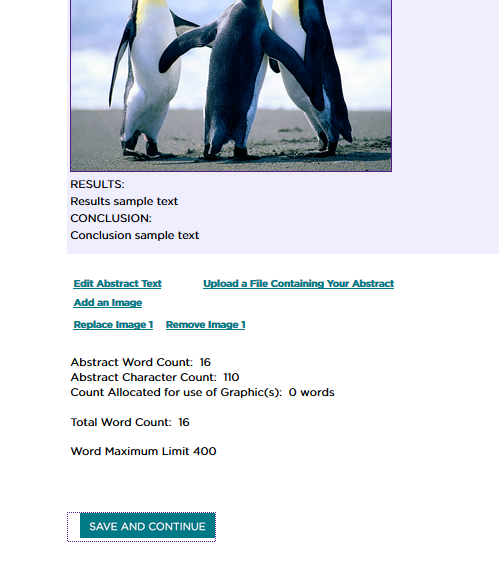 RESULTS:
Results sample text
CONCLUSION:
Conclusion sample text
Edit Abstract Text Upload a File Containing Your Abstract
Add an Image
Replace Image 1 Remove Image 1
Abstract Word Count: 16
Abstract Character Count: 110
Count Allocated for use of Graphic(s): 0 words
Total Word Count: 16
Word Maximum Limit 400
SAVE AND CONTINUE